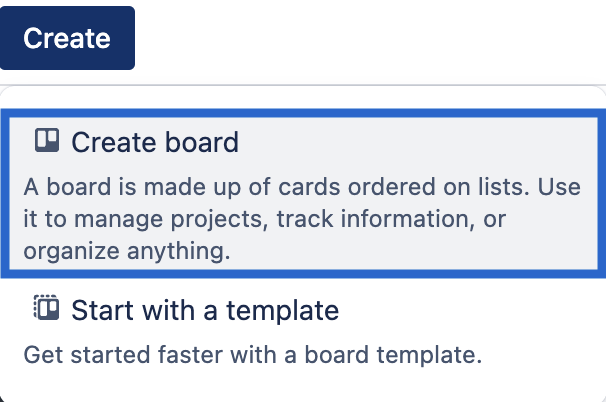 Create
Create board
A board is made up of cards ordered on lists. Use
it to manage projects, track information, or
organize anything.
Start with a template
Get started faster with a board template.